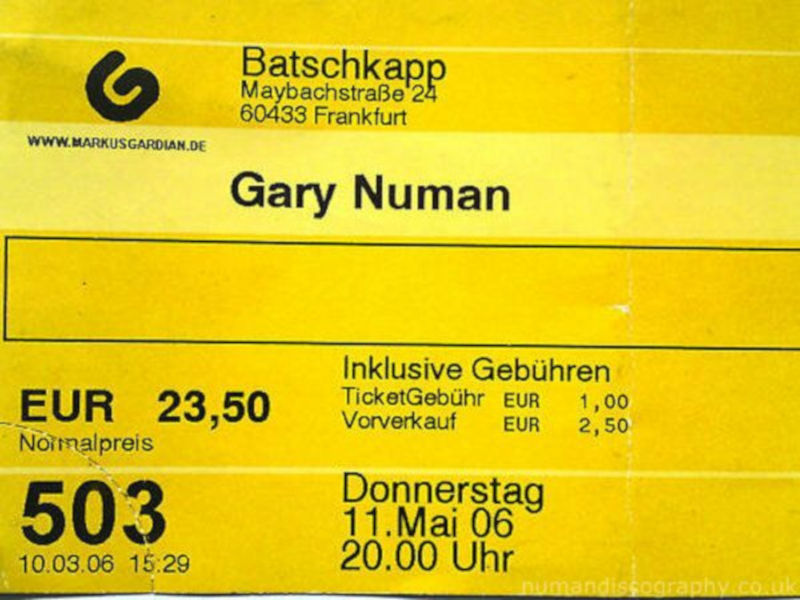 Batschkapp
Maybachstraße 24
60433 Frankfurt
WWW.MARKUSGARDIAN.DE
Gary Numan
Inklusive Gebühren
EUR 23,50
TicketGebühr EUR 1,00
Vorverkauf EUR 2,50
Normalpreis
503
Donnerstag
11.Mai 06
10.03.06 15:29
20.00 Uhr
numandiscography.co.uk